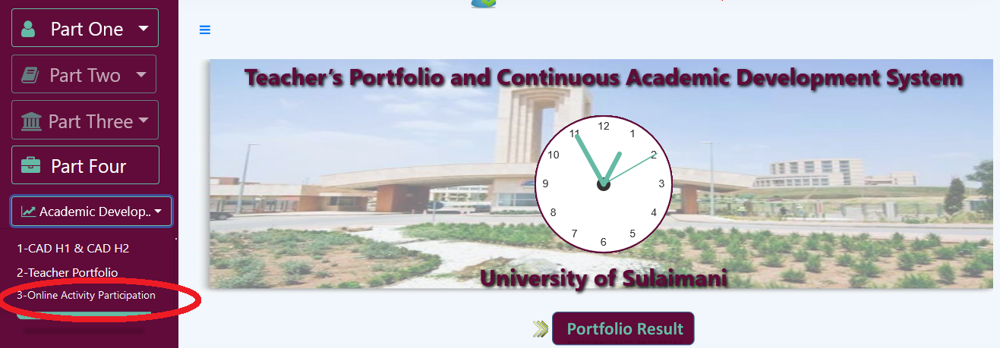 Part One
Part Two
Part Three
Part Four
Academic Develop..
1-CAD H1 & CAD H2
2-Teacher Portfolio
3-Online Activity Participation
Teacher's Portfolio and Continuous Academic Development System
12
1
2
3
4
5
6
7
8
9
10
11
University of Sulaimani
Portfolio Result